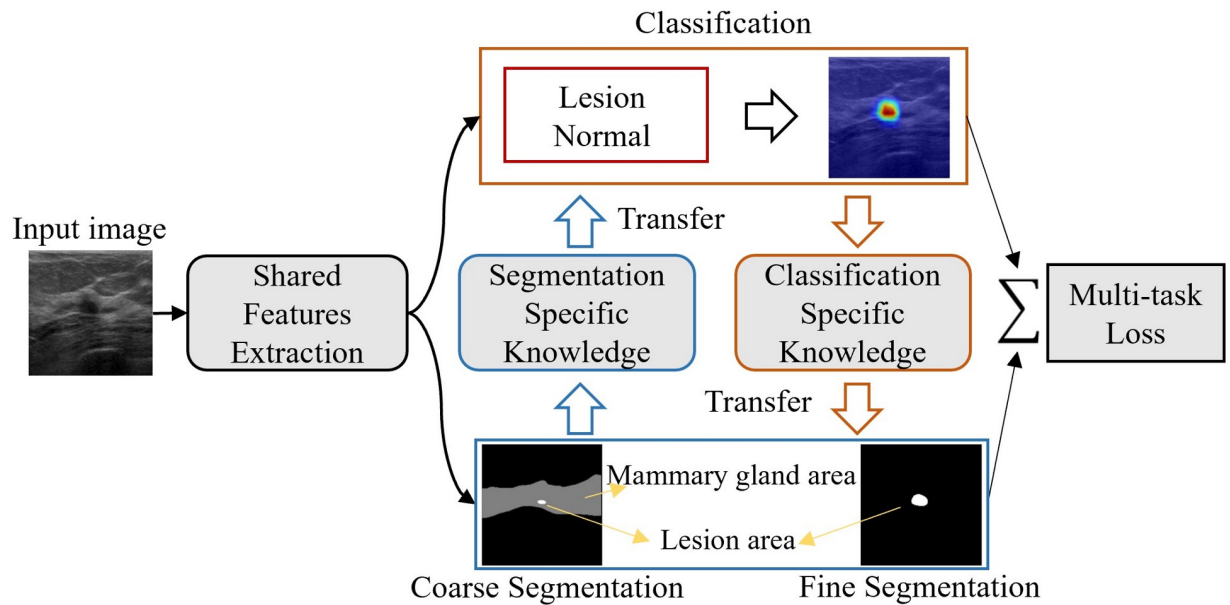 Classification
Lesion
Normal
Transfer
Input image
Shared
Features
Extraction
Segmentation
Specific
Knowledge
Classification
Specific
Knowledge
∑
Multi-task
Loss
Transfer
Mammary gland area
Lesion area
Coarse Segmentation
Fine Segmentation